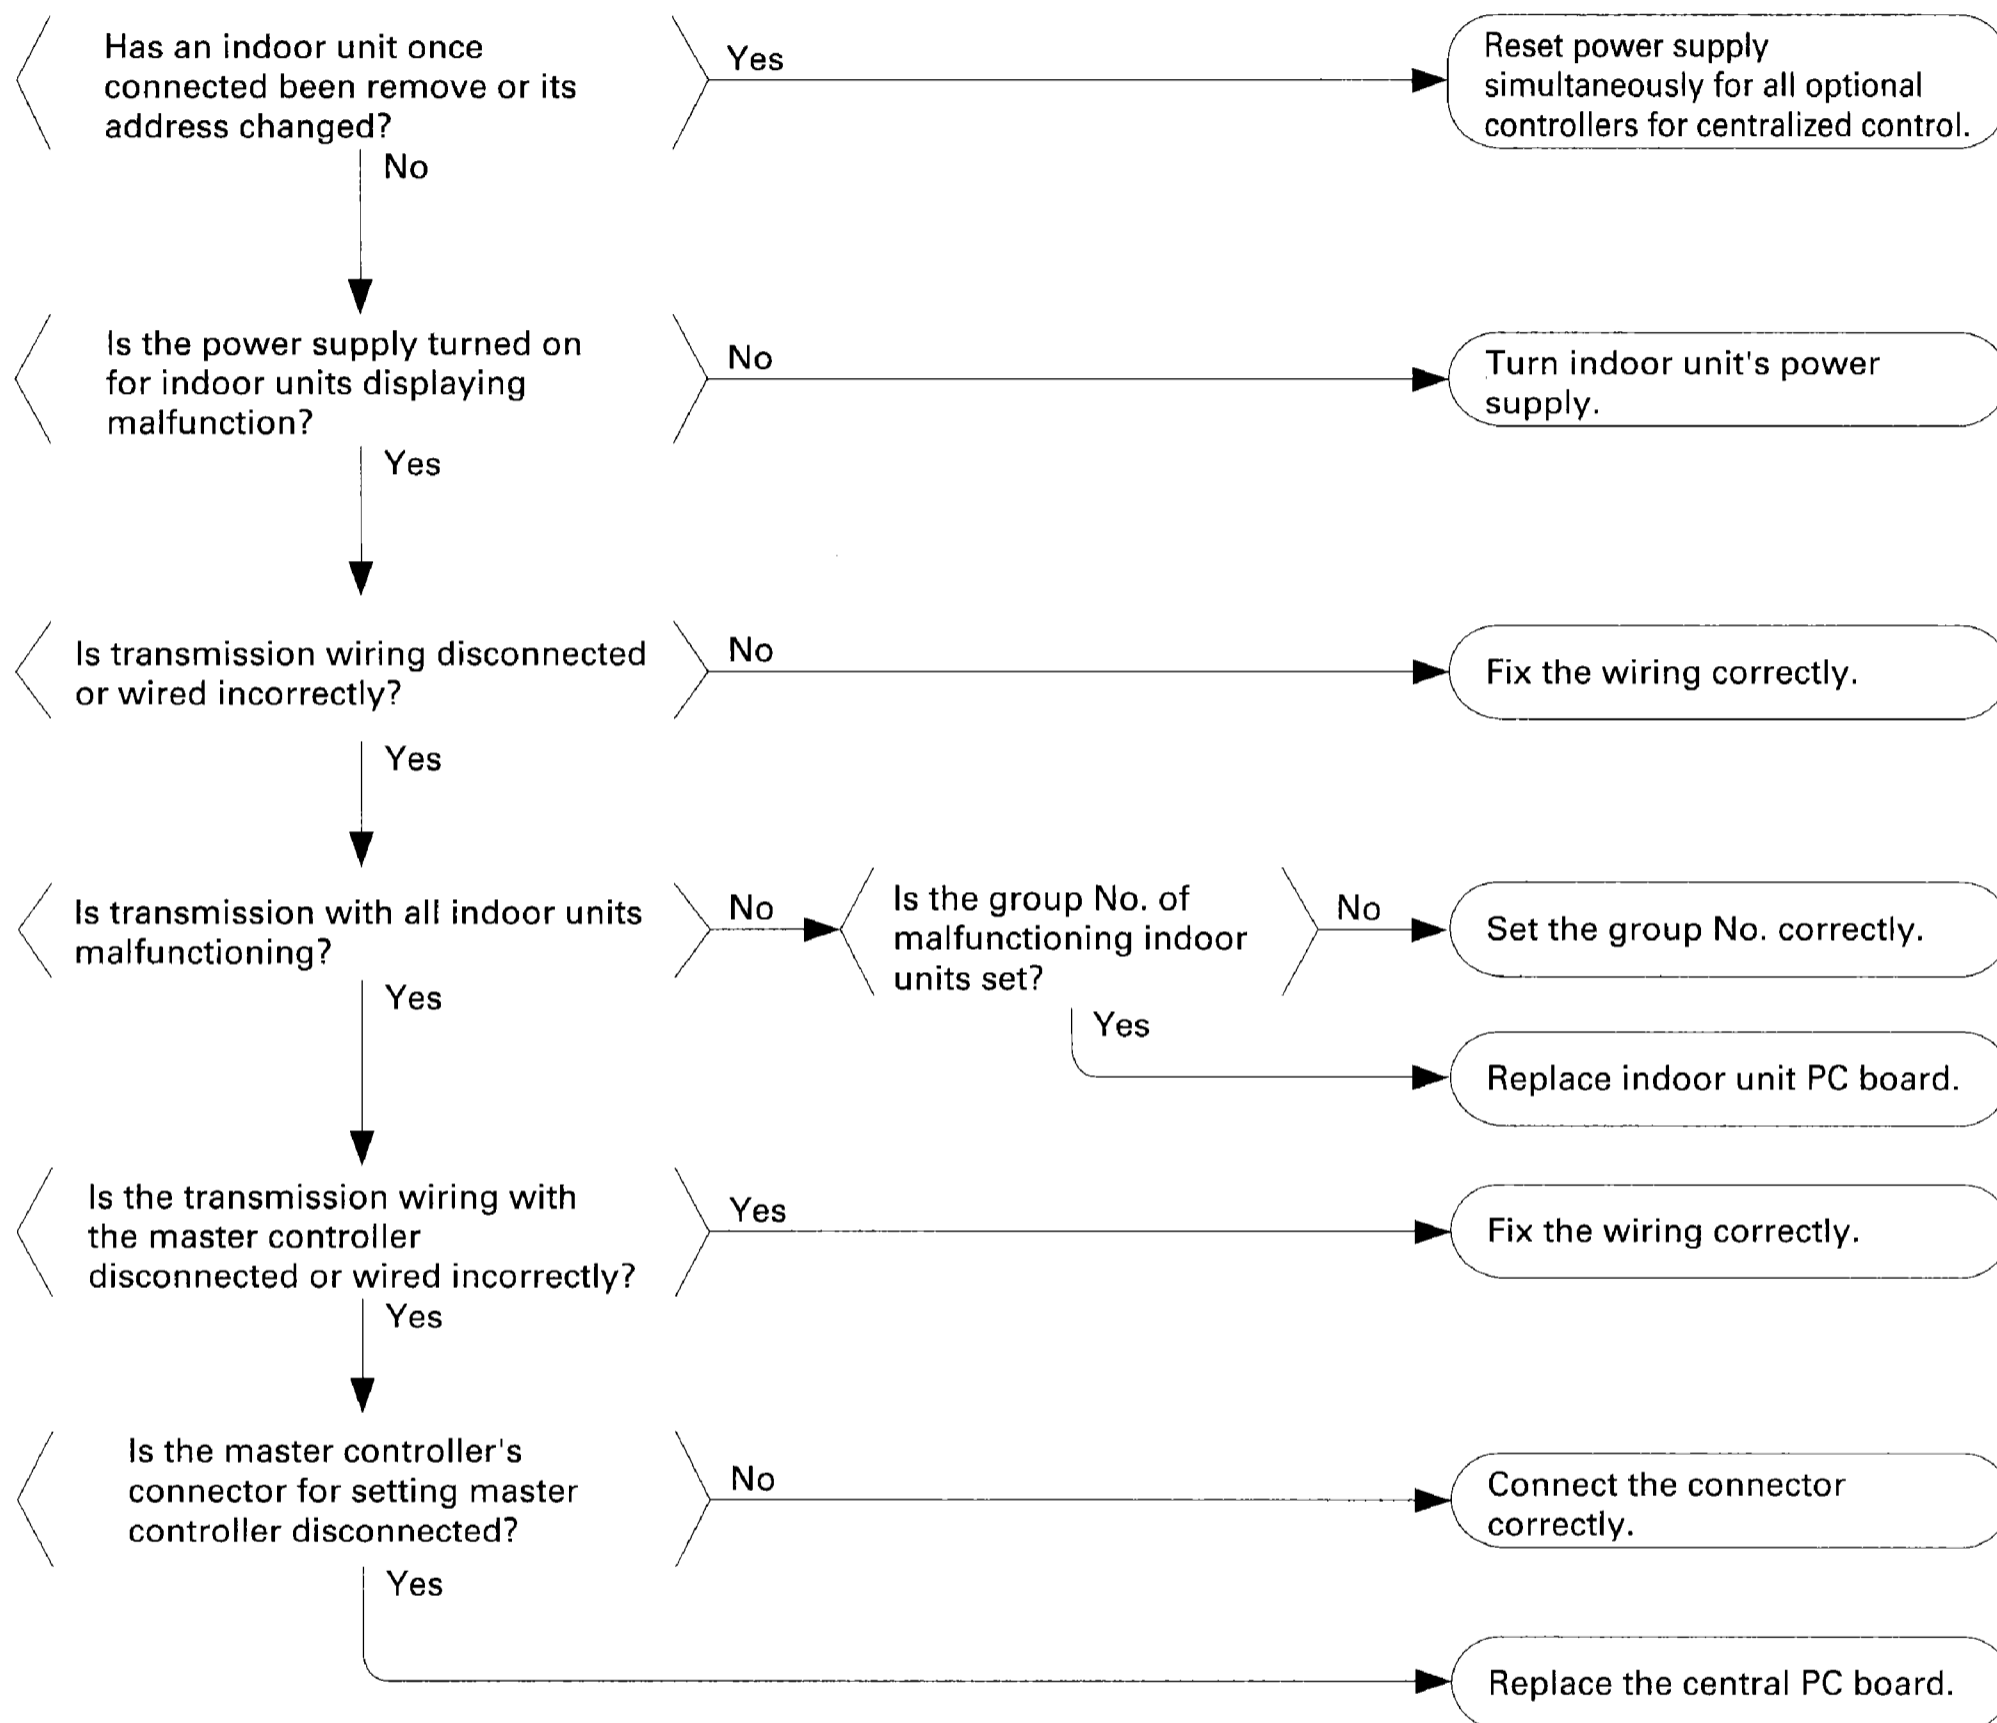 Has an indoor unit once
connected been remove or its
address changed?
Yes
Reset power supply
simultaneously for all optional
controllers for centralized control.
No
Is the power supply turned on
for indoor units displaying
malfunction?
No
Turn indoor unit's power
supply.
Yes
Is transmission wiring disconnected
or wired incorrectly?
No
Fix the wiring correctly.
Yes
Is transmission with all indoor units
malfunctioning?
No
Is the group No. of
malfunctioning indoor
units set?
No
Set the group No. correctly.
Yes
Yes
Replace indoor unit PC board.
Is the transmission wiring with
the master controller
disconnected or wired incorrectly?
Yes
Fix the wiring correctly.
Yes
Is the master controller's
connector for setting master
controller disconnected?
No
Connect the connector
correctly.
Yes
Replace the central PC board.